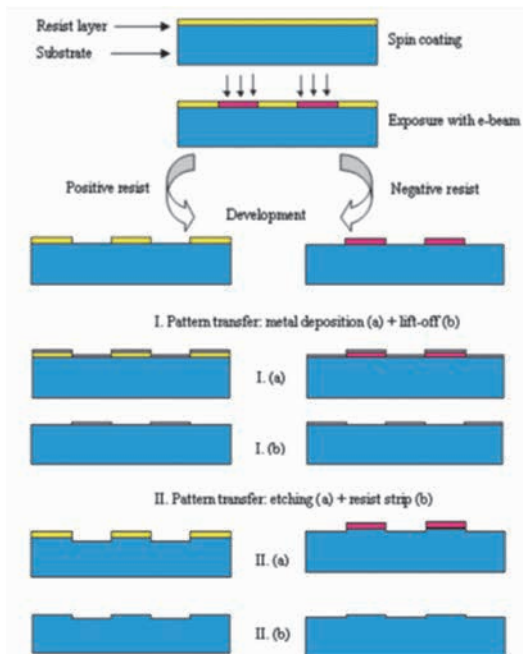 Resist layer
Substrate
Spin coating
Exposure with e-beam
Positive resist
Negative resist
Development
I. Pattern transfer: metal deposition (a) + lift-off (b)
I. (a)
I. (b)
II. Pattern transfer: etching (a) + resist strip (b)
II. (a)
II. (b)